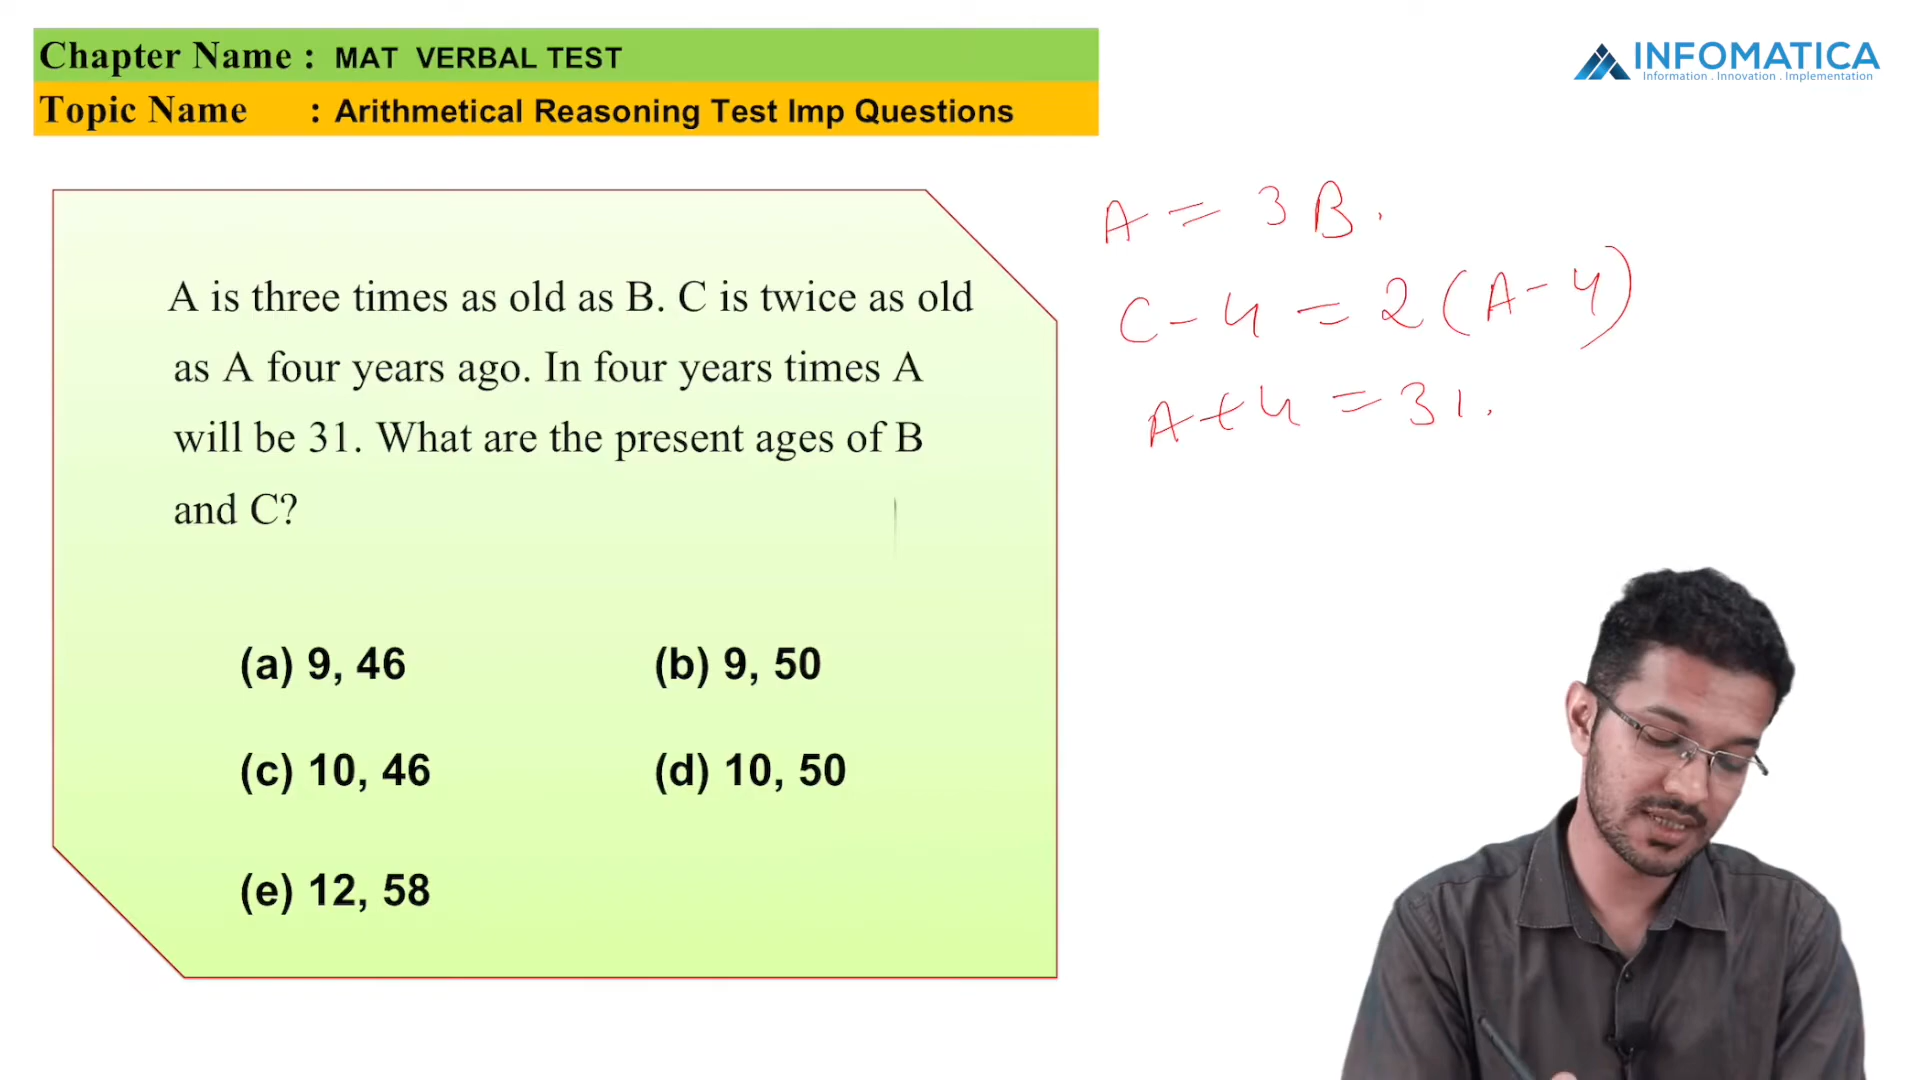 Chapter Name : MAT VERBAL TEST
INFOMATICA
Information . Innovation . Implementation
Topic Name : Arithmetical Reasoning Test Imp Questions
A is three times as old as B. C is twice as old
as A four years ago. In four years times A
will be 31. What are the present ages of B
and C?
(a) 9, 46
(b) 9, 50
(c) 10, 46
(d) 10, 50
(e) 12, 58
A = 3B.
C - 4 = 2 (A - 4)
A + 4 = 31.